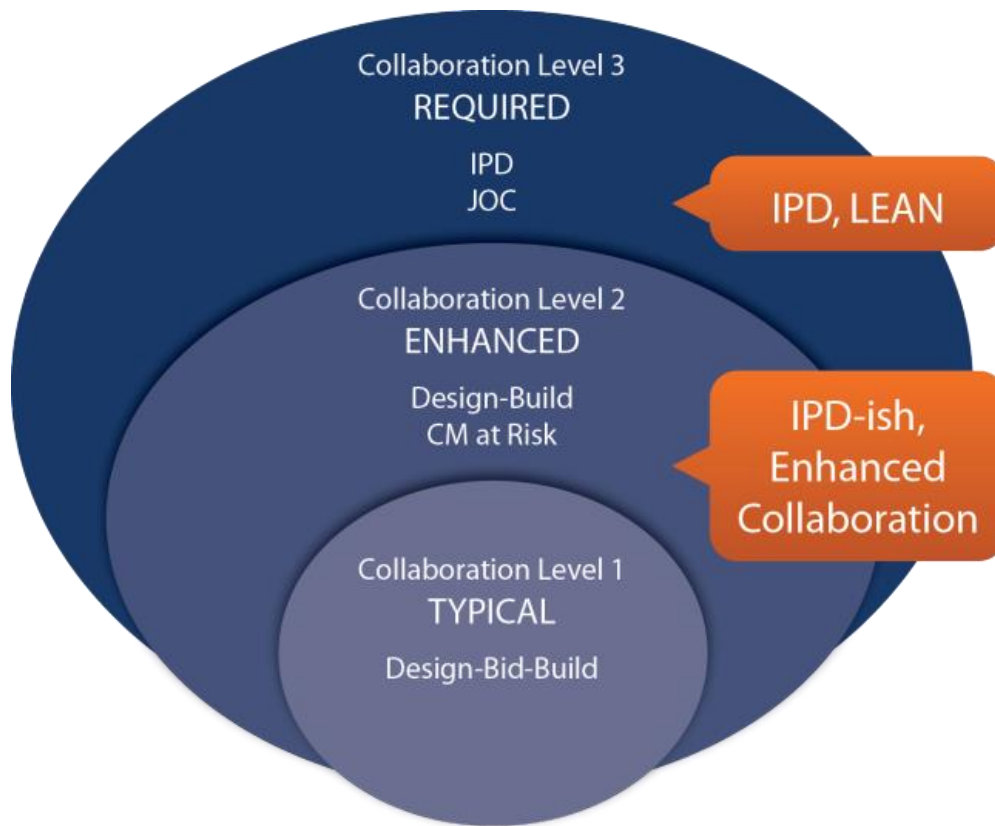 Collaboration Level 3
REQUIRED
IPD
JOC
IPD, LEAN
Collaboration Level 2
ENHANCED
Design-Build
CM at Risk
IPD-ish,
Enhanced
Collaboration
Collaboration Level 1
TYPICAL
Design-Bid-Build